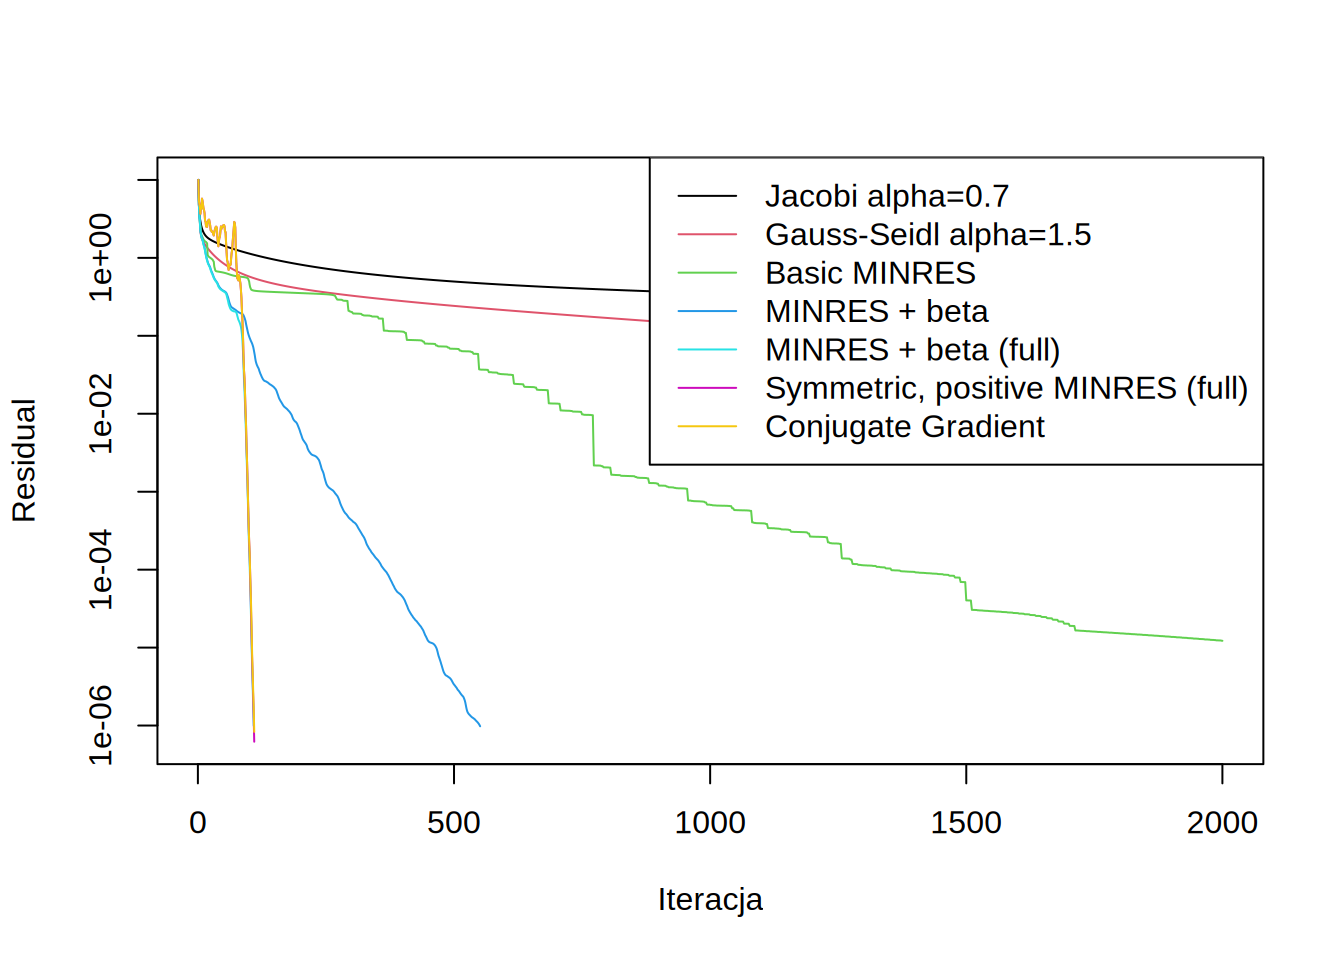 Jacobi alpha=0.7
Gauss-Seidl alpha=1.5
Basic MINRES
MINRES + beta
MINRES + beta (full)
Symmetric, positive MINRES (full)
Conjugate Gradient
Residual
1e+00
1e-02
1e-04
1e-06
0 500 1000 1500 2000
Iteracja